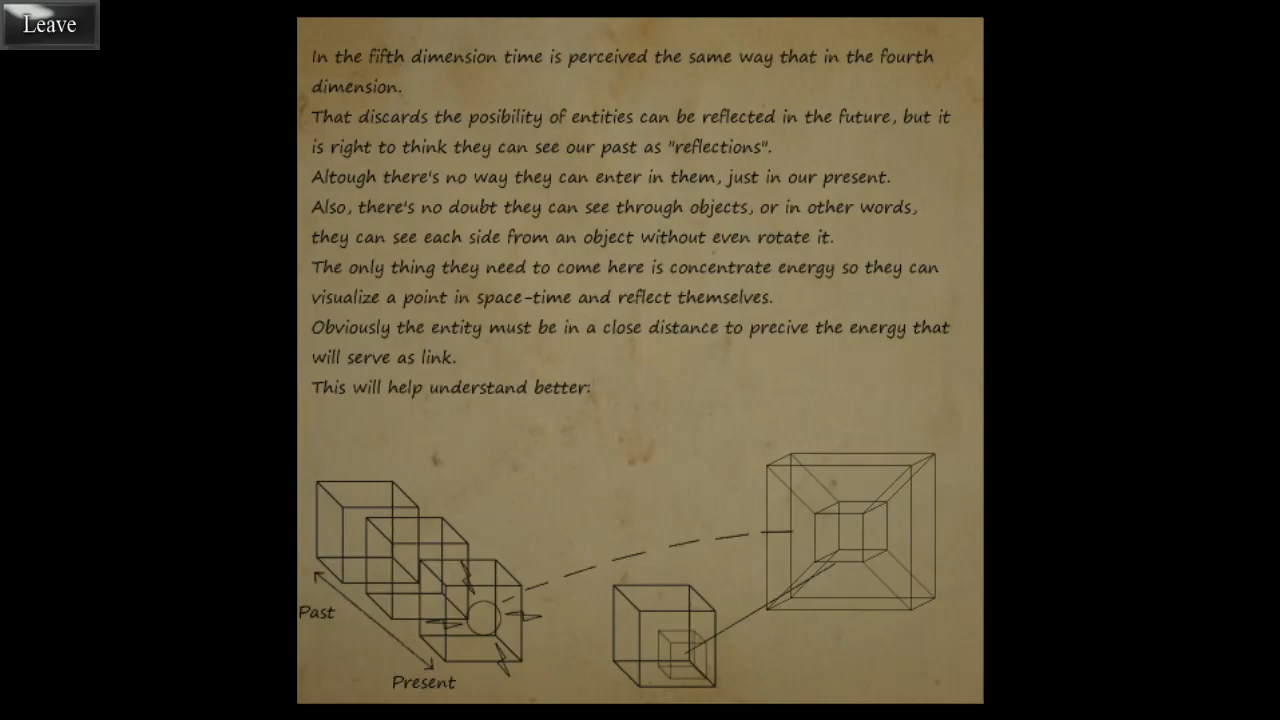 Leave
In the fifth dimension time is perceived the same way that in the fourth
dimension.
That discards the posibility of entities can be reflected in the future, but it
is right to think they can see our past as "reflections".
Altough there's no way they can enter in them, just in our present.
Also, there's no doubt they can see through objects, or in other words,
they can see each side from an object without even rotate it.
The only thing they need to come here is concentrate energy so they can
visualize a point in space-time and reflect themselves.
Obviously the entity must be in a close distance to precive the energy that
will serve as link.
This will help understand better:
Past
Present